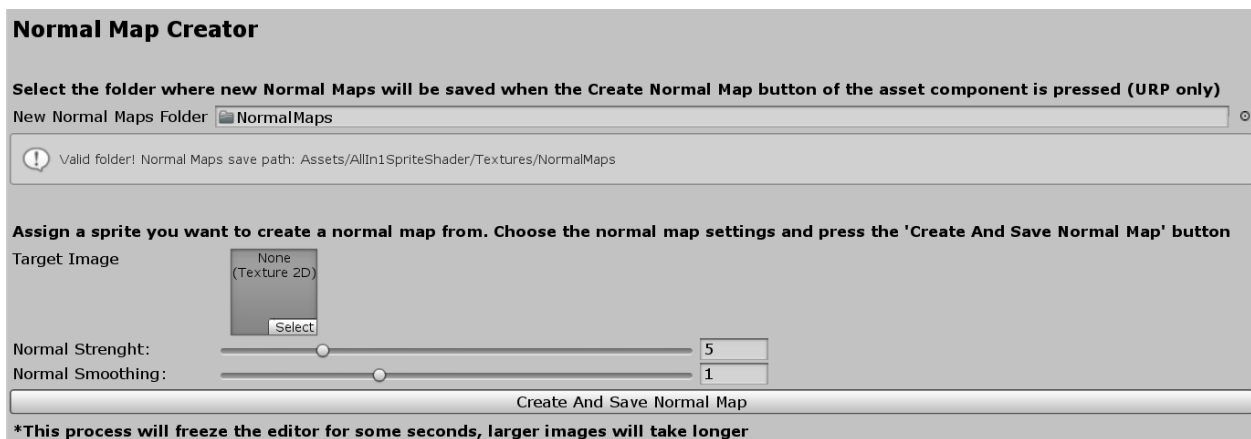 Normal Map Creator
Select the folder where new Normal Maps will be saved when the Create Normal Map button of the asset component is pressed (URP only)
New Normal Maps Folder NormalMaps
Valid folder! Normal Maps save path: Assets/AllIn1SpriteShader/Textures/NormalMaps
Assign a sprite you want to create a normal map from. Choose the normal map settings and press the 'Create And Save Normal Map' button
Target Image
None
(Texture 2D)
Select
Normal Strenght: 5
Normal Smoothing: 1
Create And Save Normal Map
*This process will freeze the editor for some seconds, larger images will take longer